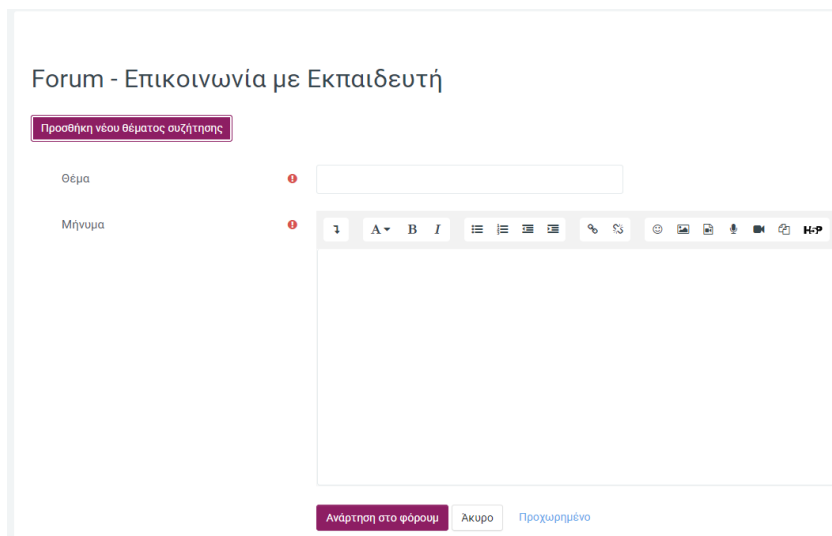 Forum - Επικοινωνία με Εκπαιδευτή
Προσθήκη νέου θέματος συζήτησης
Θέμα
Μήνυμα
A B I H5P
Ανάρτηση στο φόρουμ Άκυρο Προχωρημένο